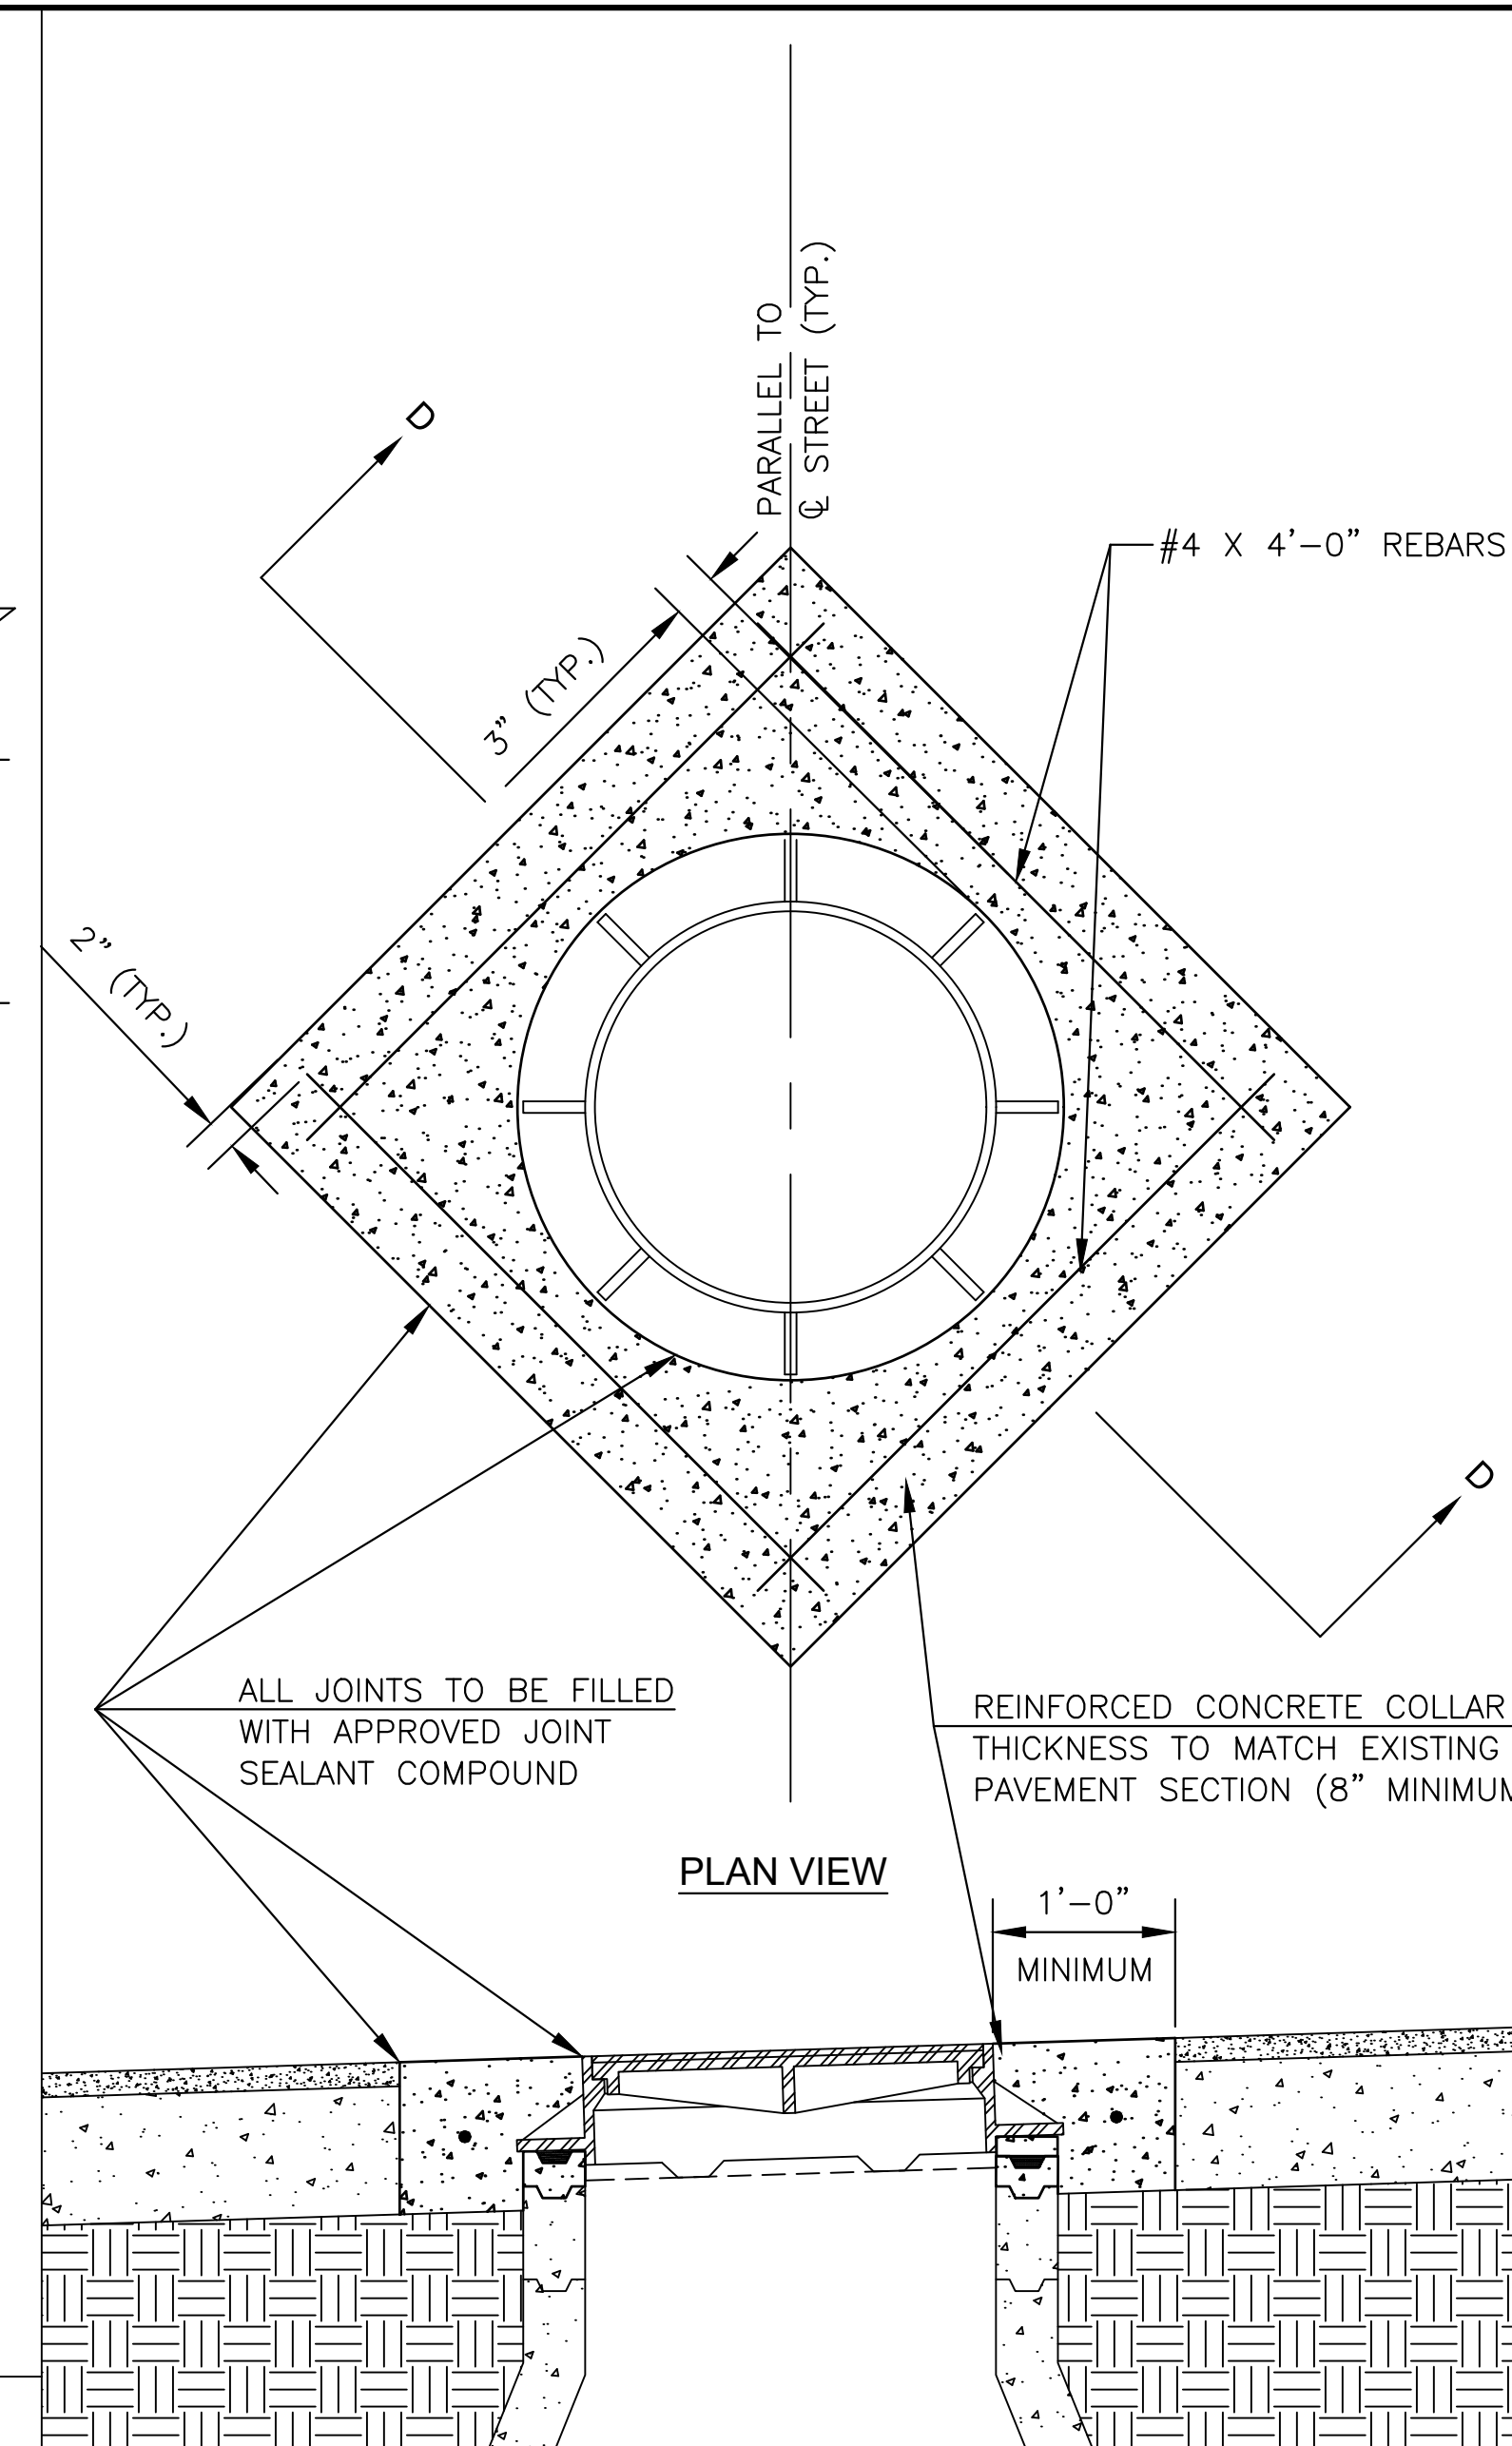 PARALLEL TO
℄ STREET (TYP.)
D
#4 X 4'-0" REBARS
3" (TYP.)
2" (TYP.)
D
ALL JOINTS TO BE FILLED
WITH APPROVED JOINT
SEALANT COMPOUND
REINFORCED CONCRETE COLLAR
THICKNESS TO MATCH EXISTING
PAVEMENT SECTION (8" MINIMUM
PLAN VIEW
1'-0"
MINIMUM